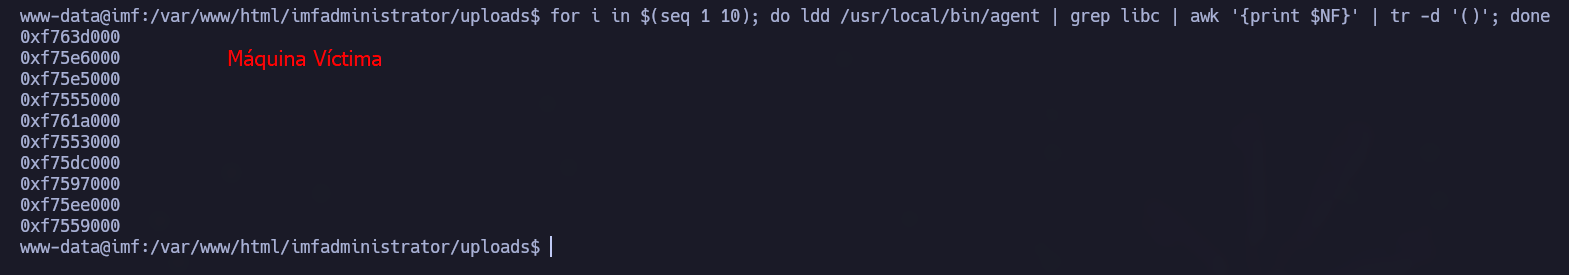 www-data@imf:/var/www/html/imfadministrator/uploads$ for i in $(seq 1 10); do ldd /usr/local/bin/agent | grep libc | awk '{print $NF}' | tr -d '()'; done
0xf763d000
0xf75e6000
Máquina Víctima
0xf75e5000
0xf7555000
0xf761a000
0xf7553000
0xf75dc000
0xf7597000
0xf75ee000
0xf7559000
www-data@imf:/var/www/html/imfadministrator/uploads$